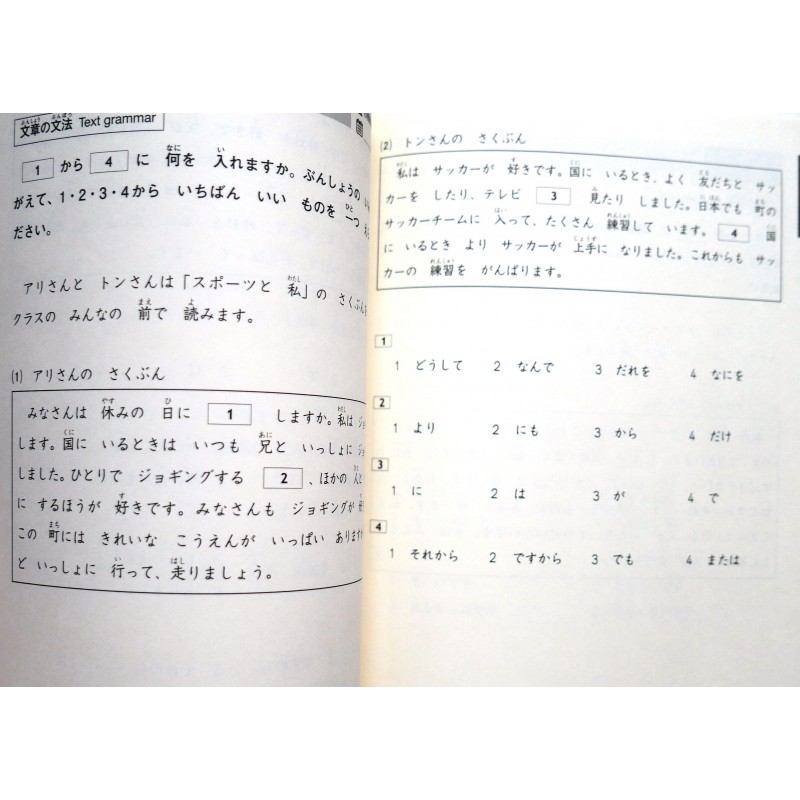 文章の文法 Text grammar
1 から 4 に 何を 入れますか。ぶんしょうの
がえて、1・2・3・4から いちばん いい ものを 一つ
ださい。
アリさんと トンさんは「スポーツと 私」の さくぶん
クラスの みんなの 前で 読みます。
(1) アリさんの さくぶん
みなさんは 休みの 日に 1 しますか。私は
します。国に いるときは いつも 兄と いっしょに
しました。ひとりで ジョギングする 2 、ほかの 人
に するほうが 好きです。みなさんも ジョギングが
この 町には きれいな こうえんが いっぱい あります
ど いっしょに 行って、走りましょう。
(2) トンさんの さくぶん
私は サッカーが 好きです。国に いるとき、よく 友だちと サッ
カーを したり、テレビ 3 見たり しました。日本でも 町の
サッカーチームに 入って、たくさん 練習して います。 4 国
に いるとき より サッカーが 上手に なりました。これからも サッ
カーの 練習を がんばります。
1
1 どうして 2 なんで 3 だれを 4 なにを
2
1 より 2 にも 3 から 4 だけ
3
1 に 2 は 3 が 4 で
4
1 それから 2 ですから 3 でも 4 または